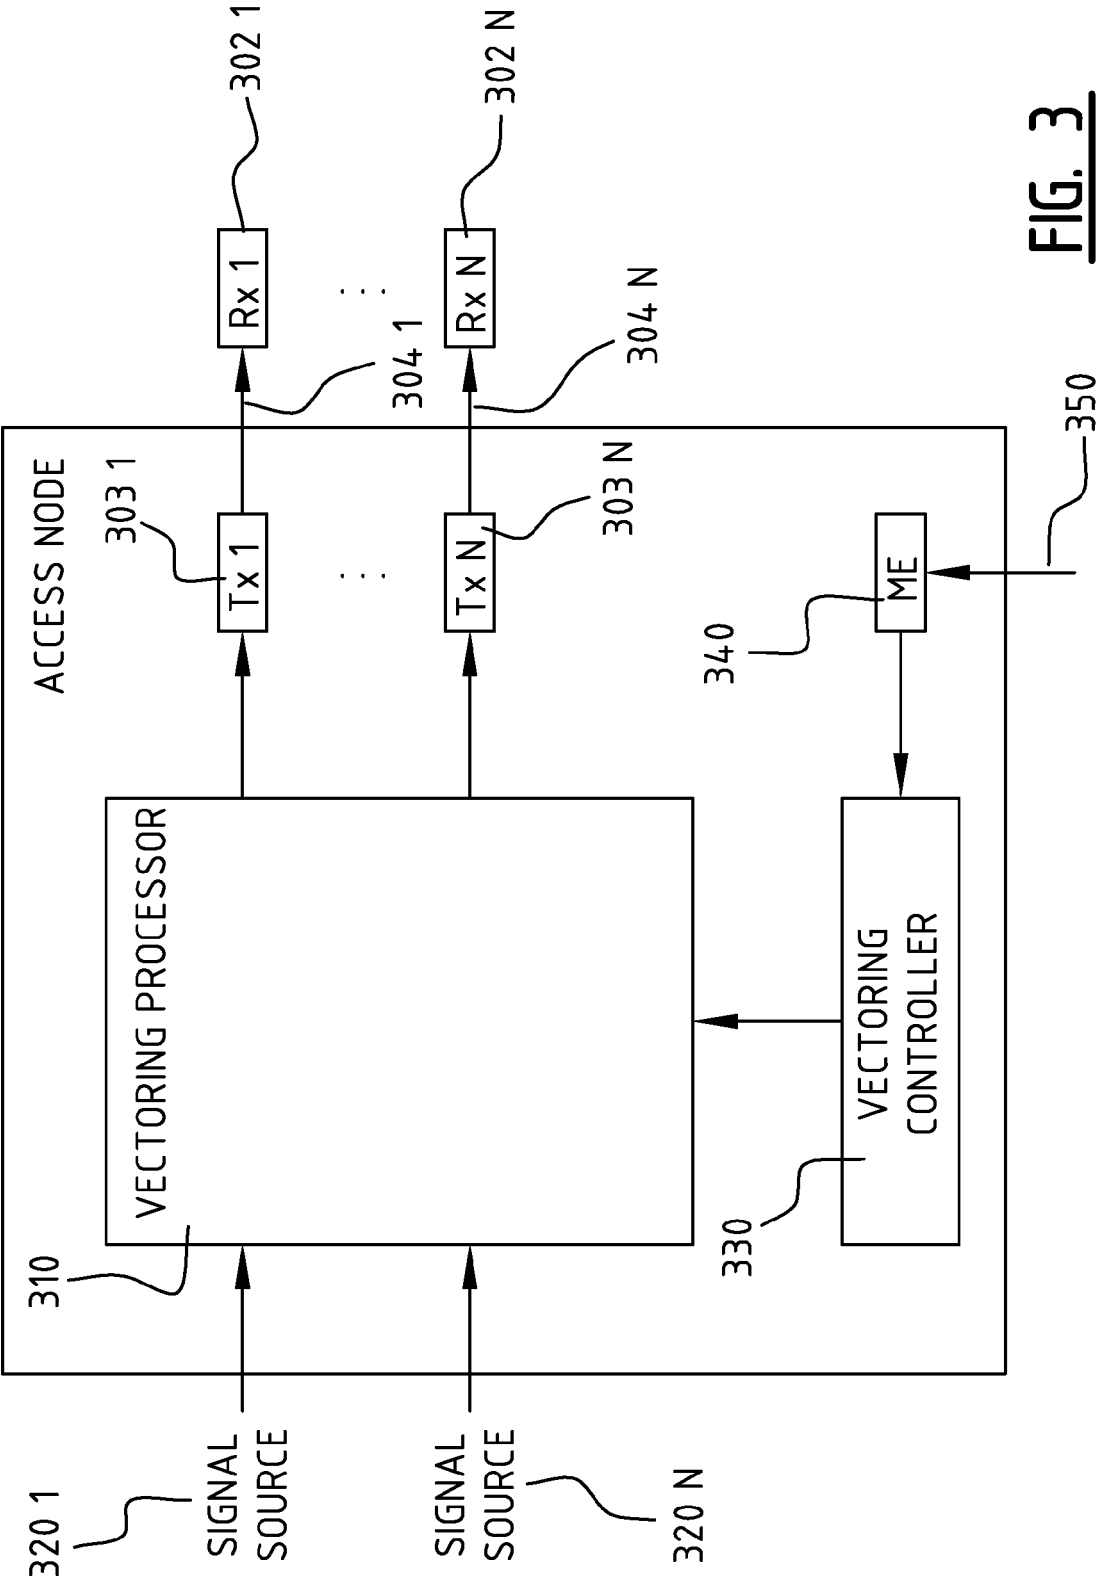 ACCESS NODE
320 1
SIGNAL
SOURCE
310
VECTORING PROCESSOR
303 1
Tx 1
304 1
Rx 1
302 1
. . .
. . .
SIGNAL
SOURCE
320 N
Tx N
303 N
304 N
Rx N
302 N
330
VECTORING
CONTROLLER
340
ME
350
FIG. 3